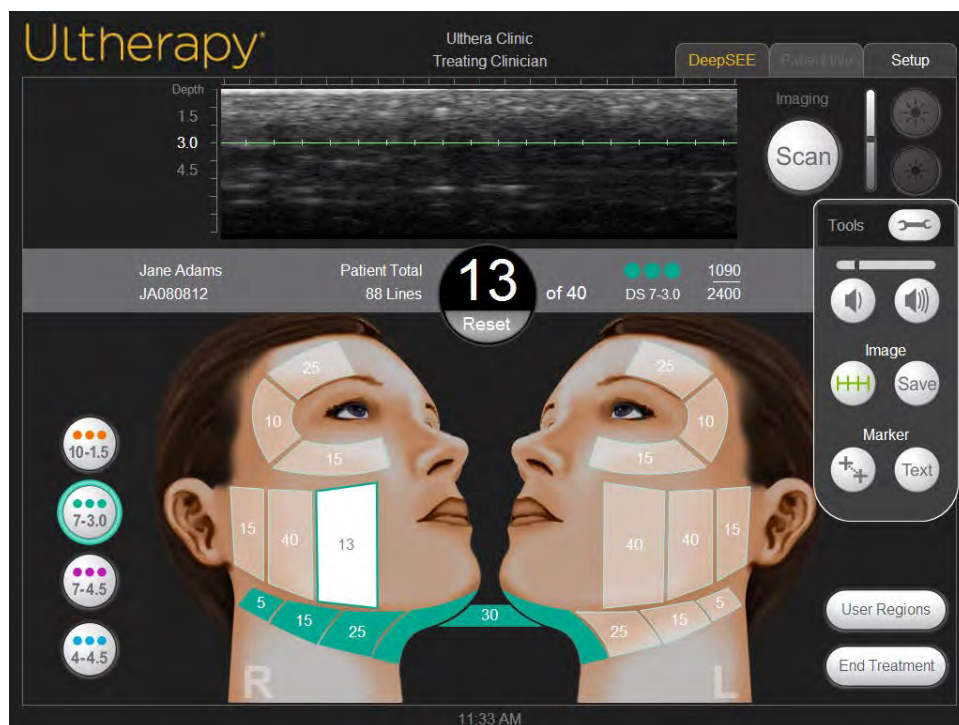 Ultherapy
Ulthera Clinic
Treating Clinician
DeepSEE
Patient Info
Setup
Depth
1.5
3.0
4.5
Imaging
Scan
Tools
Jane Adams
JA080812
Patient Total
88 Lines
13
Reset
of 40
DS 7-3.0
1090
2400
Image
Save
Marker
Text
25
10
15
15
40
13
5
15
25
30
25
10
15
40
40
15
25
15
5
10-1.5
7-3.0
7-4.5
4-4.5
R
L
User Regions
End Treatment
11:33 AM